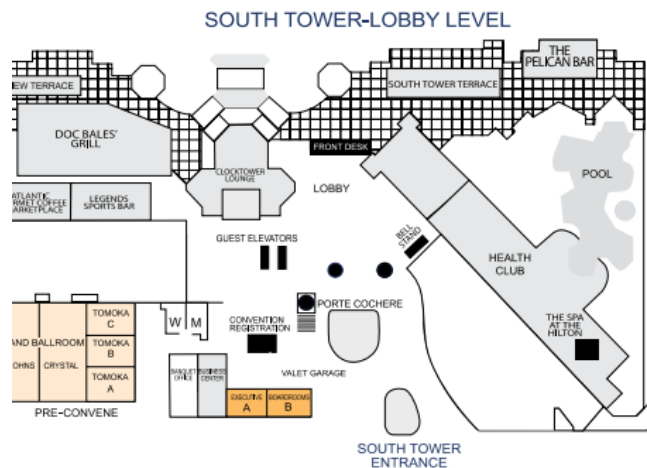 SOUTH TOWER-LOBBY LEVEL
THE
PELICAN BAR
EW TERRACE
SOUTH TOWER TERRACE
DOC BALES'
GRILL
FRONT DESK
CLOCKTOWER
LOUNGE
LOBBY
POOL
ATLANTIC
RMET COFFEE
MARKETPLACE
LEGENDS
SPORTS BAR
BELL
STAND
GUEST ELEVATORS
HEALTH
CLUB
PORTE COCHERE
TOMOKA
C
W M
CONVENTION
REGISTRATION
THE SPA
AT THE
HILTON
AND BALLROOM
TOMOKA
B
OHNS CRYSTAL
TOMOKA
A
BANQUET
OFFICE
BUSINESS
CENTER
VALET GARAGE
EXECUTIVE
A
BOARDROOMS
B
PRE-CONVENE
SOUTH TOWER
ENTRANCE